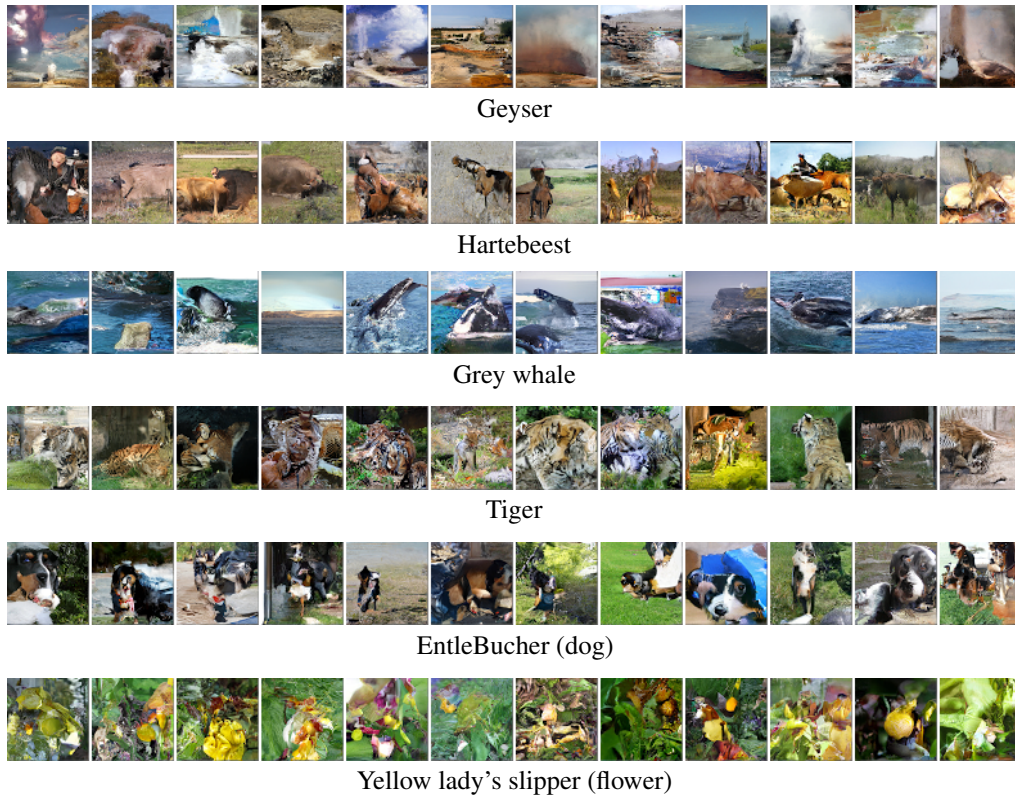 Geyser
Hartebeest
Grey whale
Tiger
EntleBucher (dog)
Yellow lady's slipper (flower)